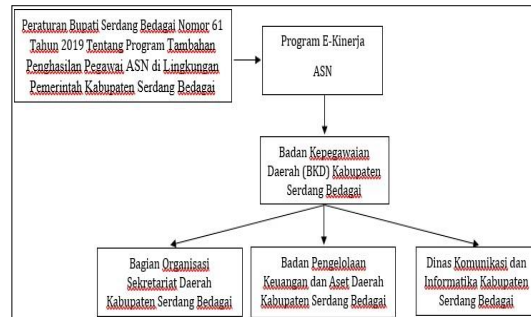 Peraturan Bupati Serdang Bedagai Nomor 61
Tahun 2019 Tentang Program Tambahan
Penghasilan Pegawai ASN di Lingkungan
Pemerintah Kabupaten Serdang Bedagai
Program E-Kinerja
ASN
Badan Kepegawaian
Daerah (BKD) Kabupaten
Serdang Bedagai
Bagian Organisasi
Sekretariat Daerah
Kabupaten Serdang Bedagai
Badan Pengelolaan
Keuangan dan Aset Daerah
Kabupaten Serdang Bedagai
Dinas Komunikasi dan
Informatika Kabupaten
Serdang Bedagai